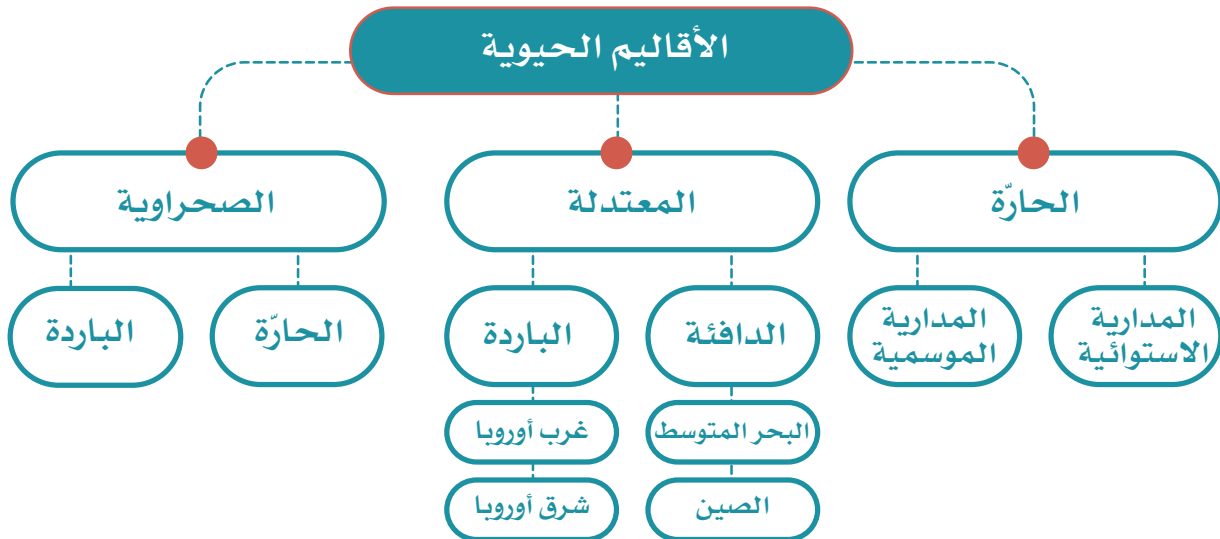 الأقاليم الحيوية
الحارّة
المعتدلة
الصحراوية
المدارية
الاستوائية
المدارية
الموسمية
الدافئة
الباردة
الحارّة
الباردة
البحر المتوسط
غرب أوروبا
الصين
شرق أوروبا